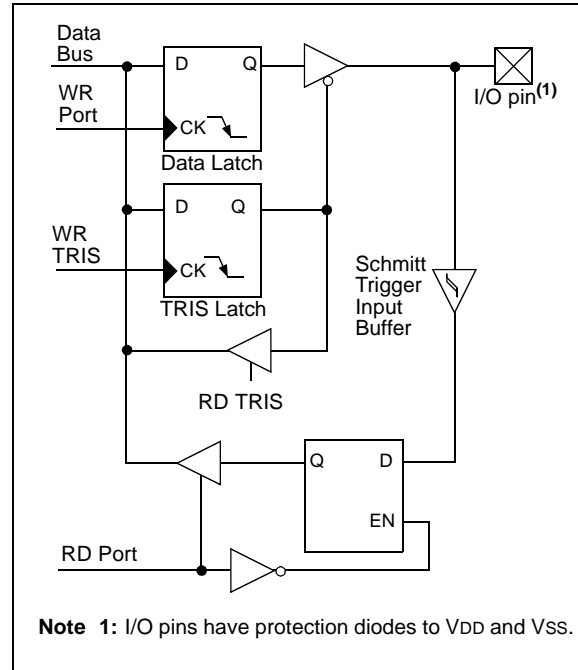 Data
Bus
D
Q
I/O pin(1)
WR
Port
CK
Data Latch
D
Q
WR
TRIS
CK
TRIS Latch
Schmitt
Trigger
Input
Buffer
RD TRIS
Q
D
EN
RD Port
Note 1: I/O pins have protection diodes to VDD and VSS.